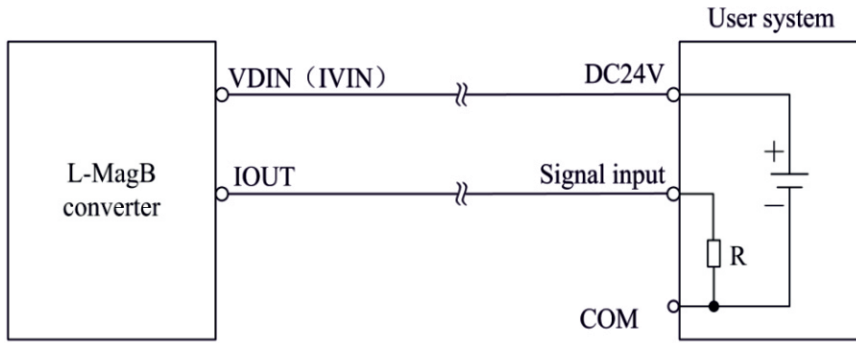 User system
VDIN（IVIN）
DC24V
+
L-MagB
converter
IOUT
Signal input
−
R
COM